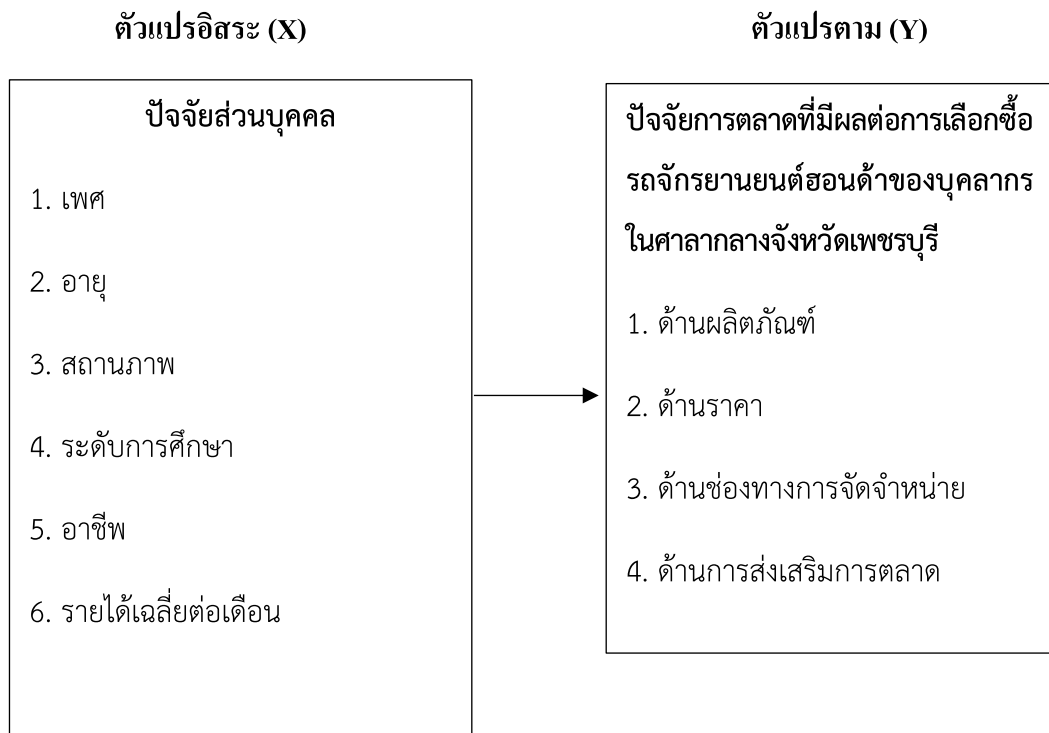 ตัวแปรอิสระ (X)
ตัวแปรตาม (Y)
ปัจจัยส่วนบุคคล
1. เพศ
2. อายุ
3. สถานภาพ
4. ระดับการศึกษา
5. อาชีพ
6. รายได้เฉลี่ยต่อเดือน
ปัจจัยการตลาดที่มีผลต่อการเลือกซื้อ
รถจักรยานยนต์ฮอนด้าของบุคลากร
ในศาลากลางจังหวัดเพชรบุรี
1. ด้านผลิตภัณฑ์
2. ด้านราคา
3. ด้านช่องทางการจัดจำหน่าย
4. ด้านการส่งเสริมการตลาด